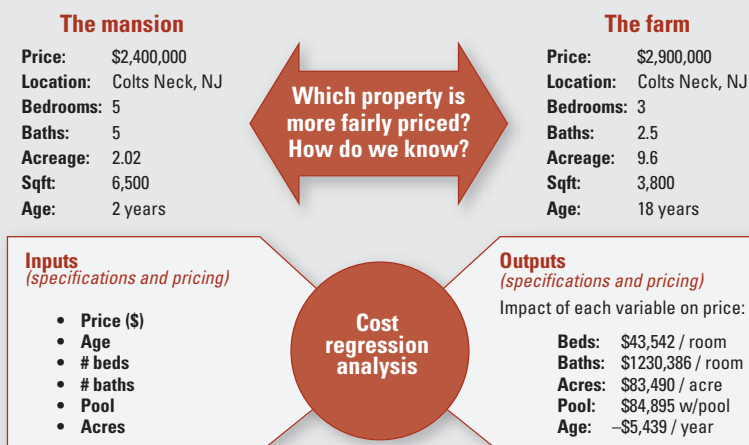 The mansion
Price: $2,400,000
Location: Colts Neck, NJ
Bedrooms: 5
Baths: 5
Acreage: 2.02
Sqft: 6,500
Age: 2 years
Which property is
more fairly priced?
How do we know?
The farm
Price: $2,900,000
Location: Colts Neck, NJ
Bedrooms: 3
Baths: 2.5
Acreage: 9.6
Sqft: 3,800
Age: 18 years
Inputs
(specifications and pricing)
• Price ($)
• Age
• # beds
• # baths
• Pool
• Acres
Cost
regression
analysis
Outputs
(specifications and pricing)
Impact of each variable on price:
Beds: $43,542 / room
Baths: $1230,386 / room
Acres: $83,490 / acre
Pool: $84,895 w/pool
Age: –$5,439 / year